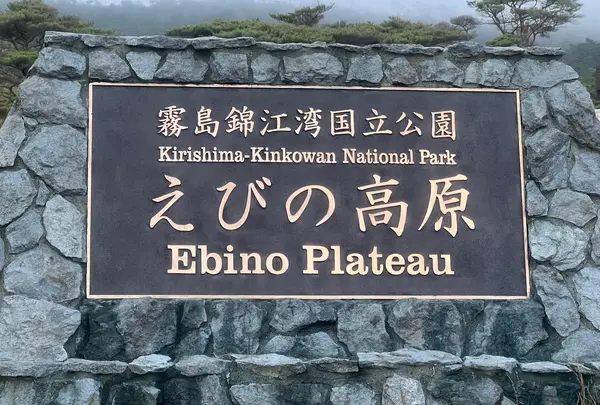 霧島錦江湾国立公園
Kirishima-Kinkowan National Park
えびの高原
Ebino Plateau